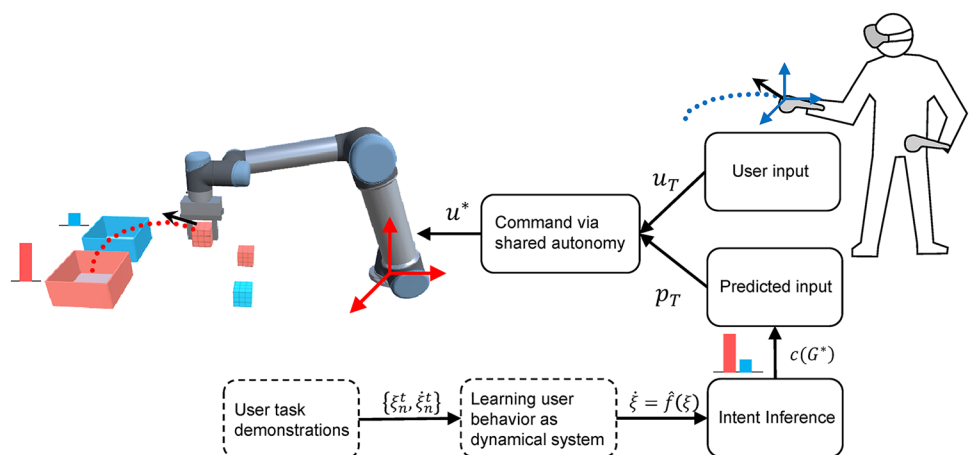 User input
u_T
u*
Command via
shared autonomy
Predicted input
p_T
c(G*)
User task
demonstrations
{ξ_n^t, ξ̇_n^t}
Learning user
behavior as
dynamical system
ξ̇ = f̂(ξ)
Intent Inference